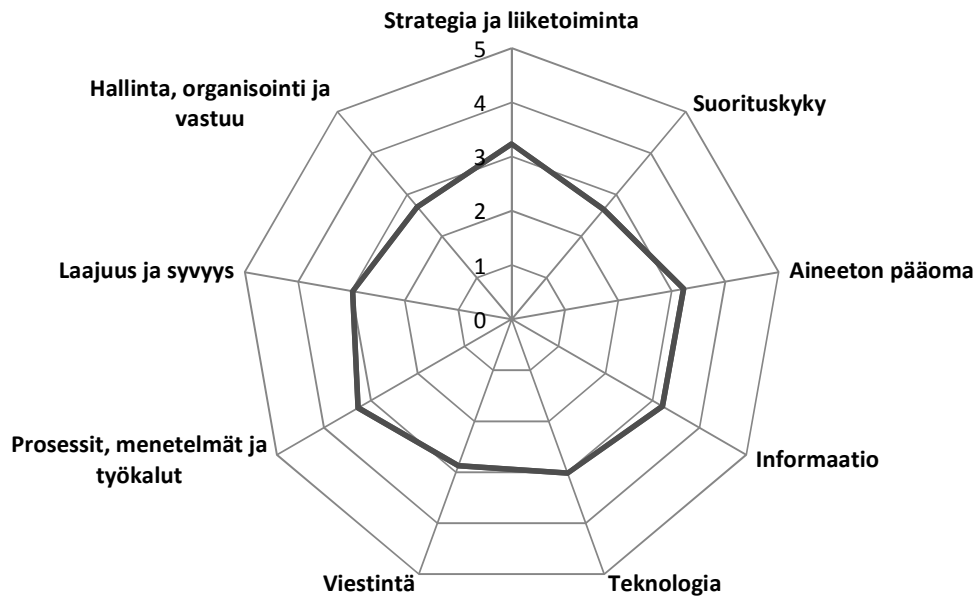 Strategia ja liiketoiminta
5
4
3
2
1
0
Suorituskyky
Aineeton pääoma
Informaatio
Teknologia
Viestintä
Prosessit, menetelmät ja
työkalut
Laajuus ja syvyys
Hallinta, organisointi ja
vastuu